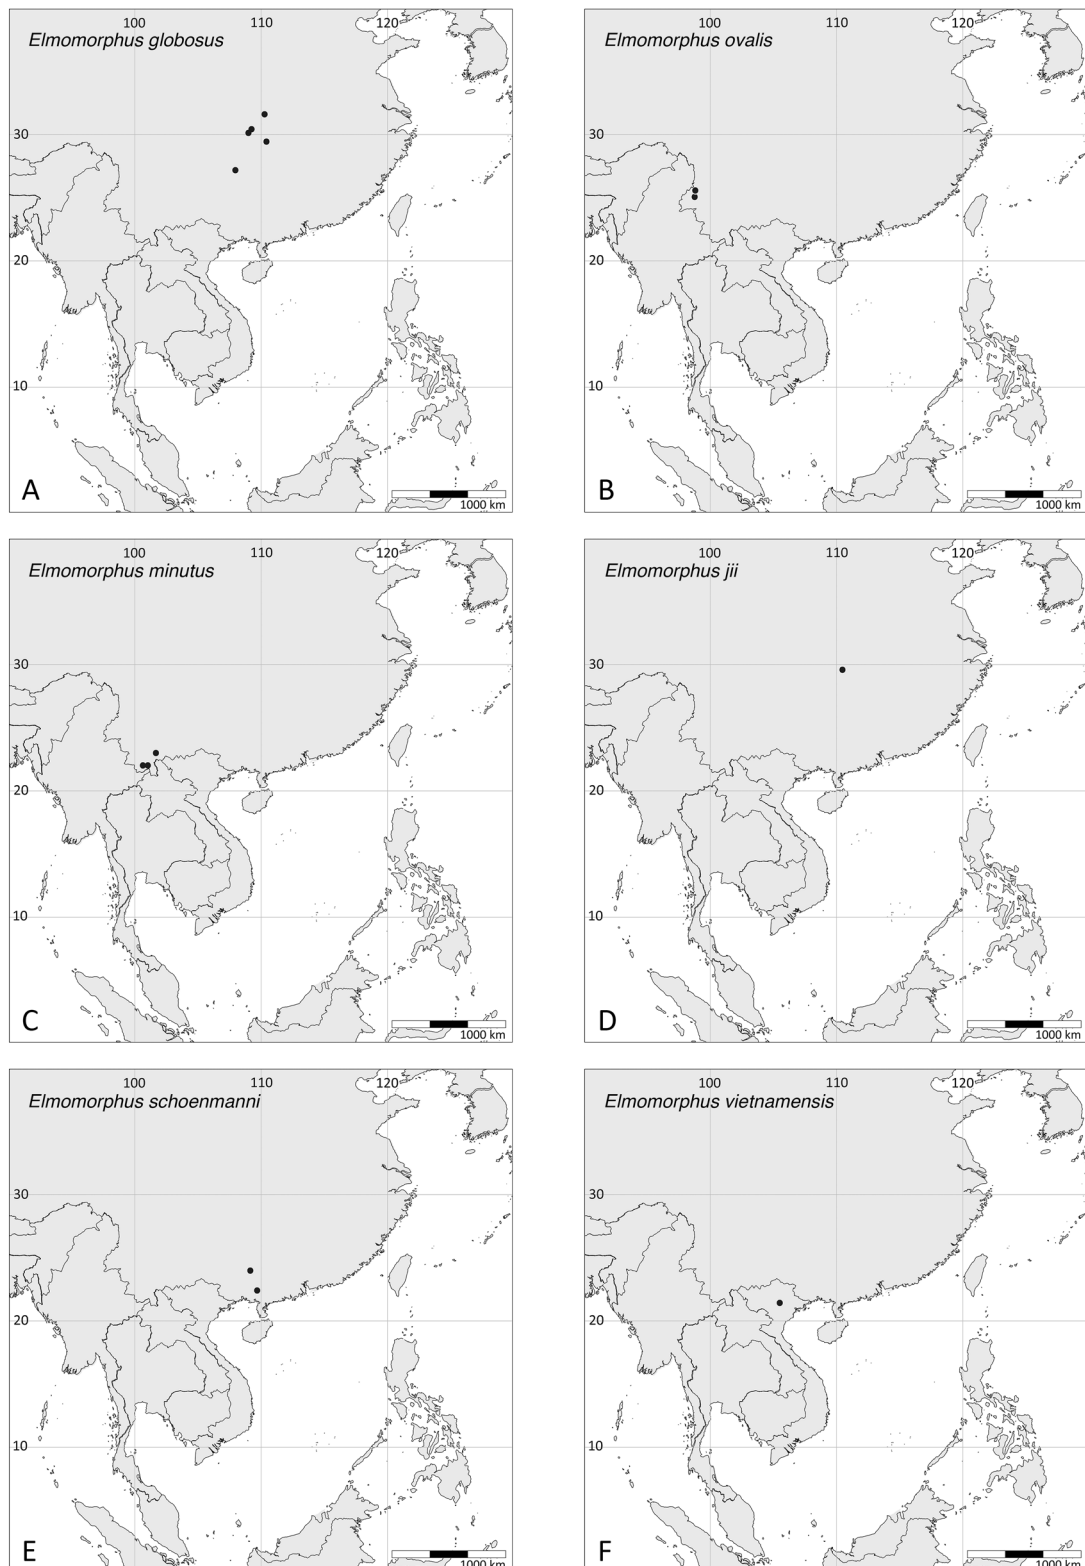 100 110 120
Elmomorphus globosus
30
20
10
A
1000 km
100 110 120
Elmomorphus ovalis
30
20
10
B
1000 km
100 110 120
Elmomorphus minutus
30
20
10
C
1000 km
100 110 120
Elmomorphus jii
30
20
10
D
1000 km
100 110 120
Elmomorphus schoenmanni
30
20
10
E
1000 km
100 110 120
Elmomorphus vietnamensis
30
20
10
F
1000 km